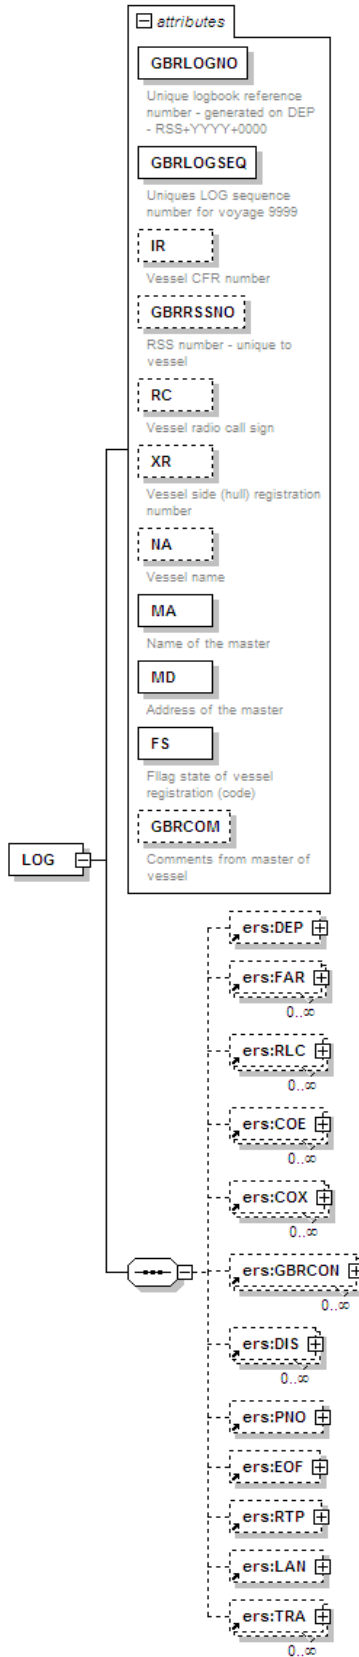 attributes
GBRLOGNO
Unique logbook reference
number - generated on DEP
- RSS+YYYY+0000
GBRLOGSEQ
Uniques LOG sequence
number for voyage 9999
IR
Vessel CFR number
GBRRSSNO
RSS number - unique to
vessel
RC
Vessel radio call sign
XR
Vessel side (hull) registration
number
NA
Vessel name
MA
Name of the master
MD
Address of the master
FS
Fllag state of vessel
registration (code)
GBRCOM
Comments from master of
vessel
LOG
ers:DEP
ers:FAR
0..∞
ers:RLC
0..∞
ers:COE
0..∞
ers:COX
0..∞
ers:GBRCON
0..∞
ers:DIS
0..∞
ers:PNO
ers:EOF
ers:RTP
ers:LAN
ers:TRA
0..∞